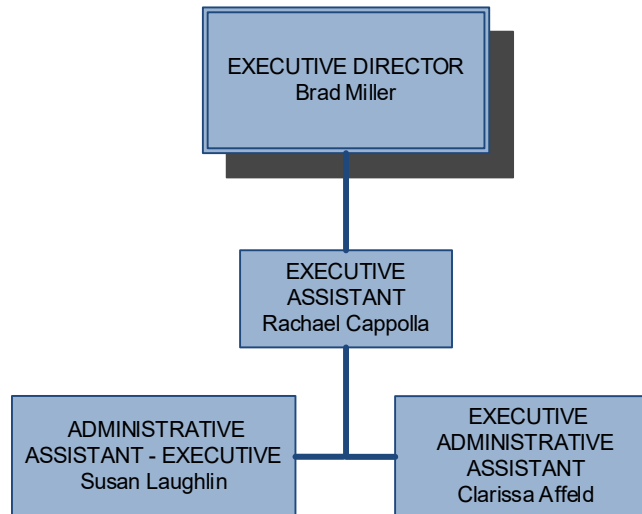 EXECUTIVE DIRECTOR
Brad Miller
EXECUTIVE
ASSISTANT
Rachael Cappolla
ADMINISTRATIVE
ASSISTANT - EXECUTIVE
Susan Laughlin
EXECUTIVE
ADMINISTRATIVE
ASSISTANT
Clarissa Affeld